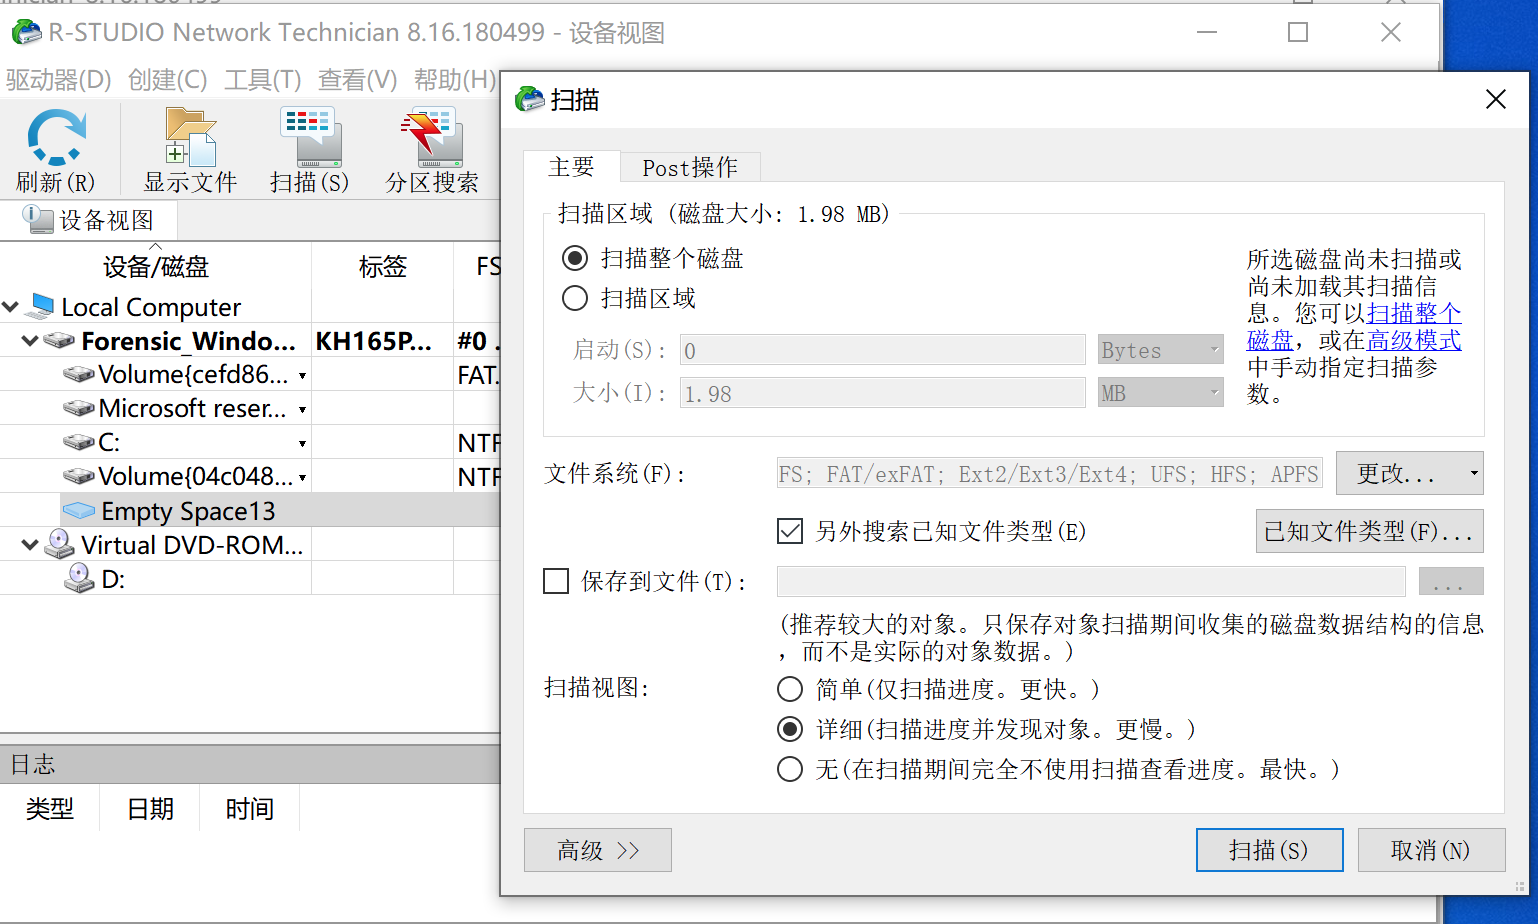 R-STUDIO Network Technician 8.16.180499 - 设备视图
驱动器(D) 创建(C) 工具(T) 查看(V) 帮助(H)
刷新(R)
显示文件
扫描(S)
分区搜索
设备视图
设备/磁盘
标签
FS
Local Computer
Forensic_Windo... KH165P... #0 .
Volume{cefd86... FAT.
Microsoft reser...
C: NTF
Volume{04c048... NTF
Empty Space13
Virtual DVD-ROM...
D:
日志
类型
日期
时间
扫描
主要
Post操作
扫描区域 (磁盘大小: 1.98 MB)
扫描整个磁盘
扫描区域
启动(S): 0 Bytes
大小(I): 1.98 MB
所选磁盘尚未扫描或
尚未加载其扫描信
息。您可以扫描整个
磁盘，或在高级模式
中手动指定扫描参
数。
文件系统(F): FS; FAT/exFAT; Ext2/Ext3/Ext4; UFS; HFS; APFS 更改...
另外搜索已知文件类型(E) 已知文件类型(F)...
保存到文件(T): ...
(推荐较大的对象。只保存对象扫描期间收集的磁盘数据结构的信息
，而不是实际的对象数据。)
扫描视图:
简单(仅扫描进度。更快。)
详细(扫描进度并发现对象。更慢。)
无(在扫描期间完全不使用扫描查看进度。最快。)
高级 >>
扫描(S)
取消(N)